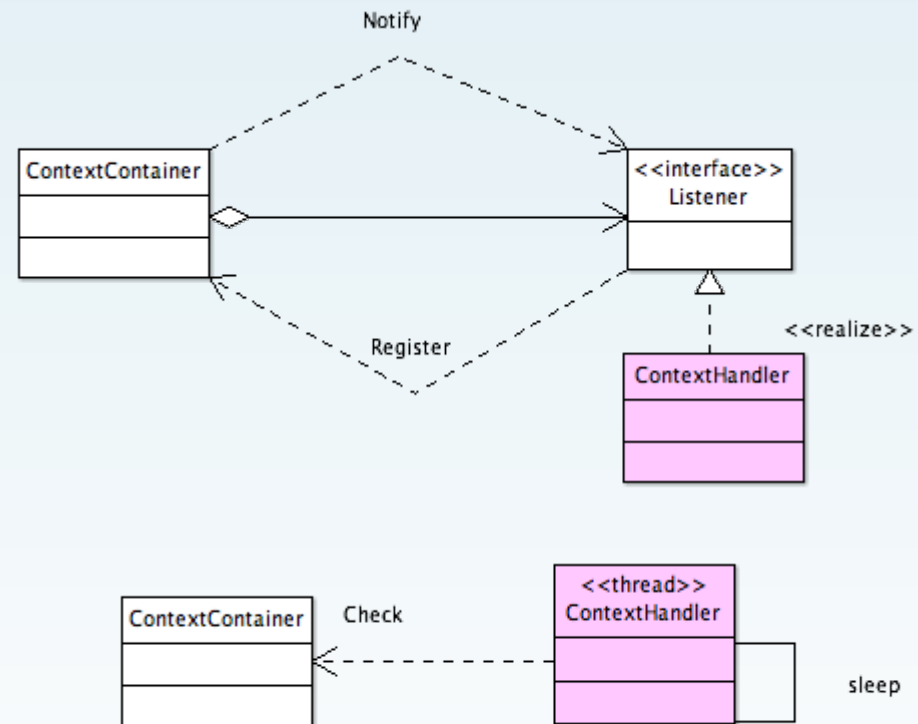 Notify
ContextContainer
<<interface>>
Listener
Register
<<realize>>
ContextHandler
<<thread>>
ContextHandler
ContextContainer
Check
sleep